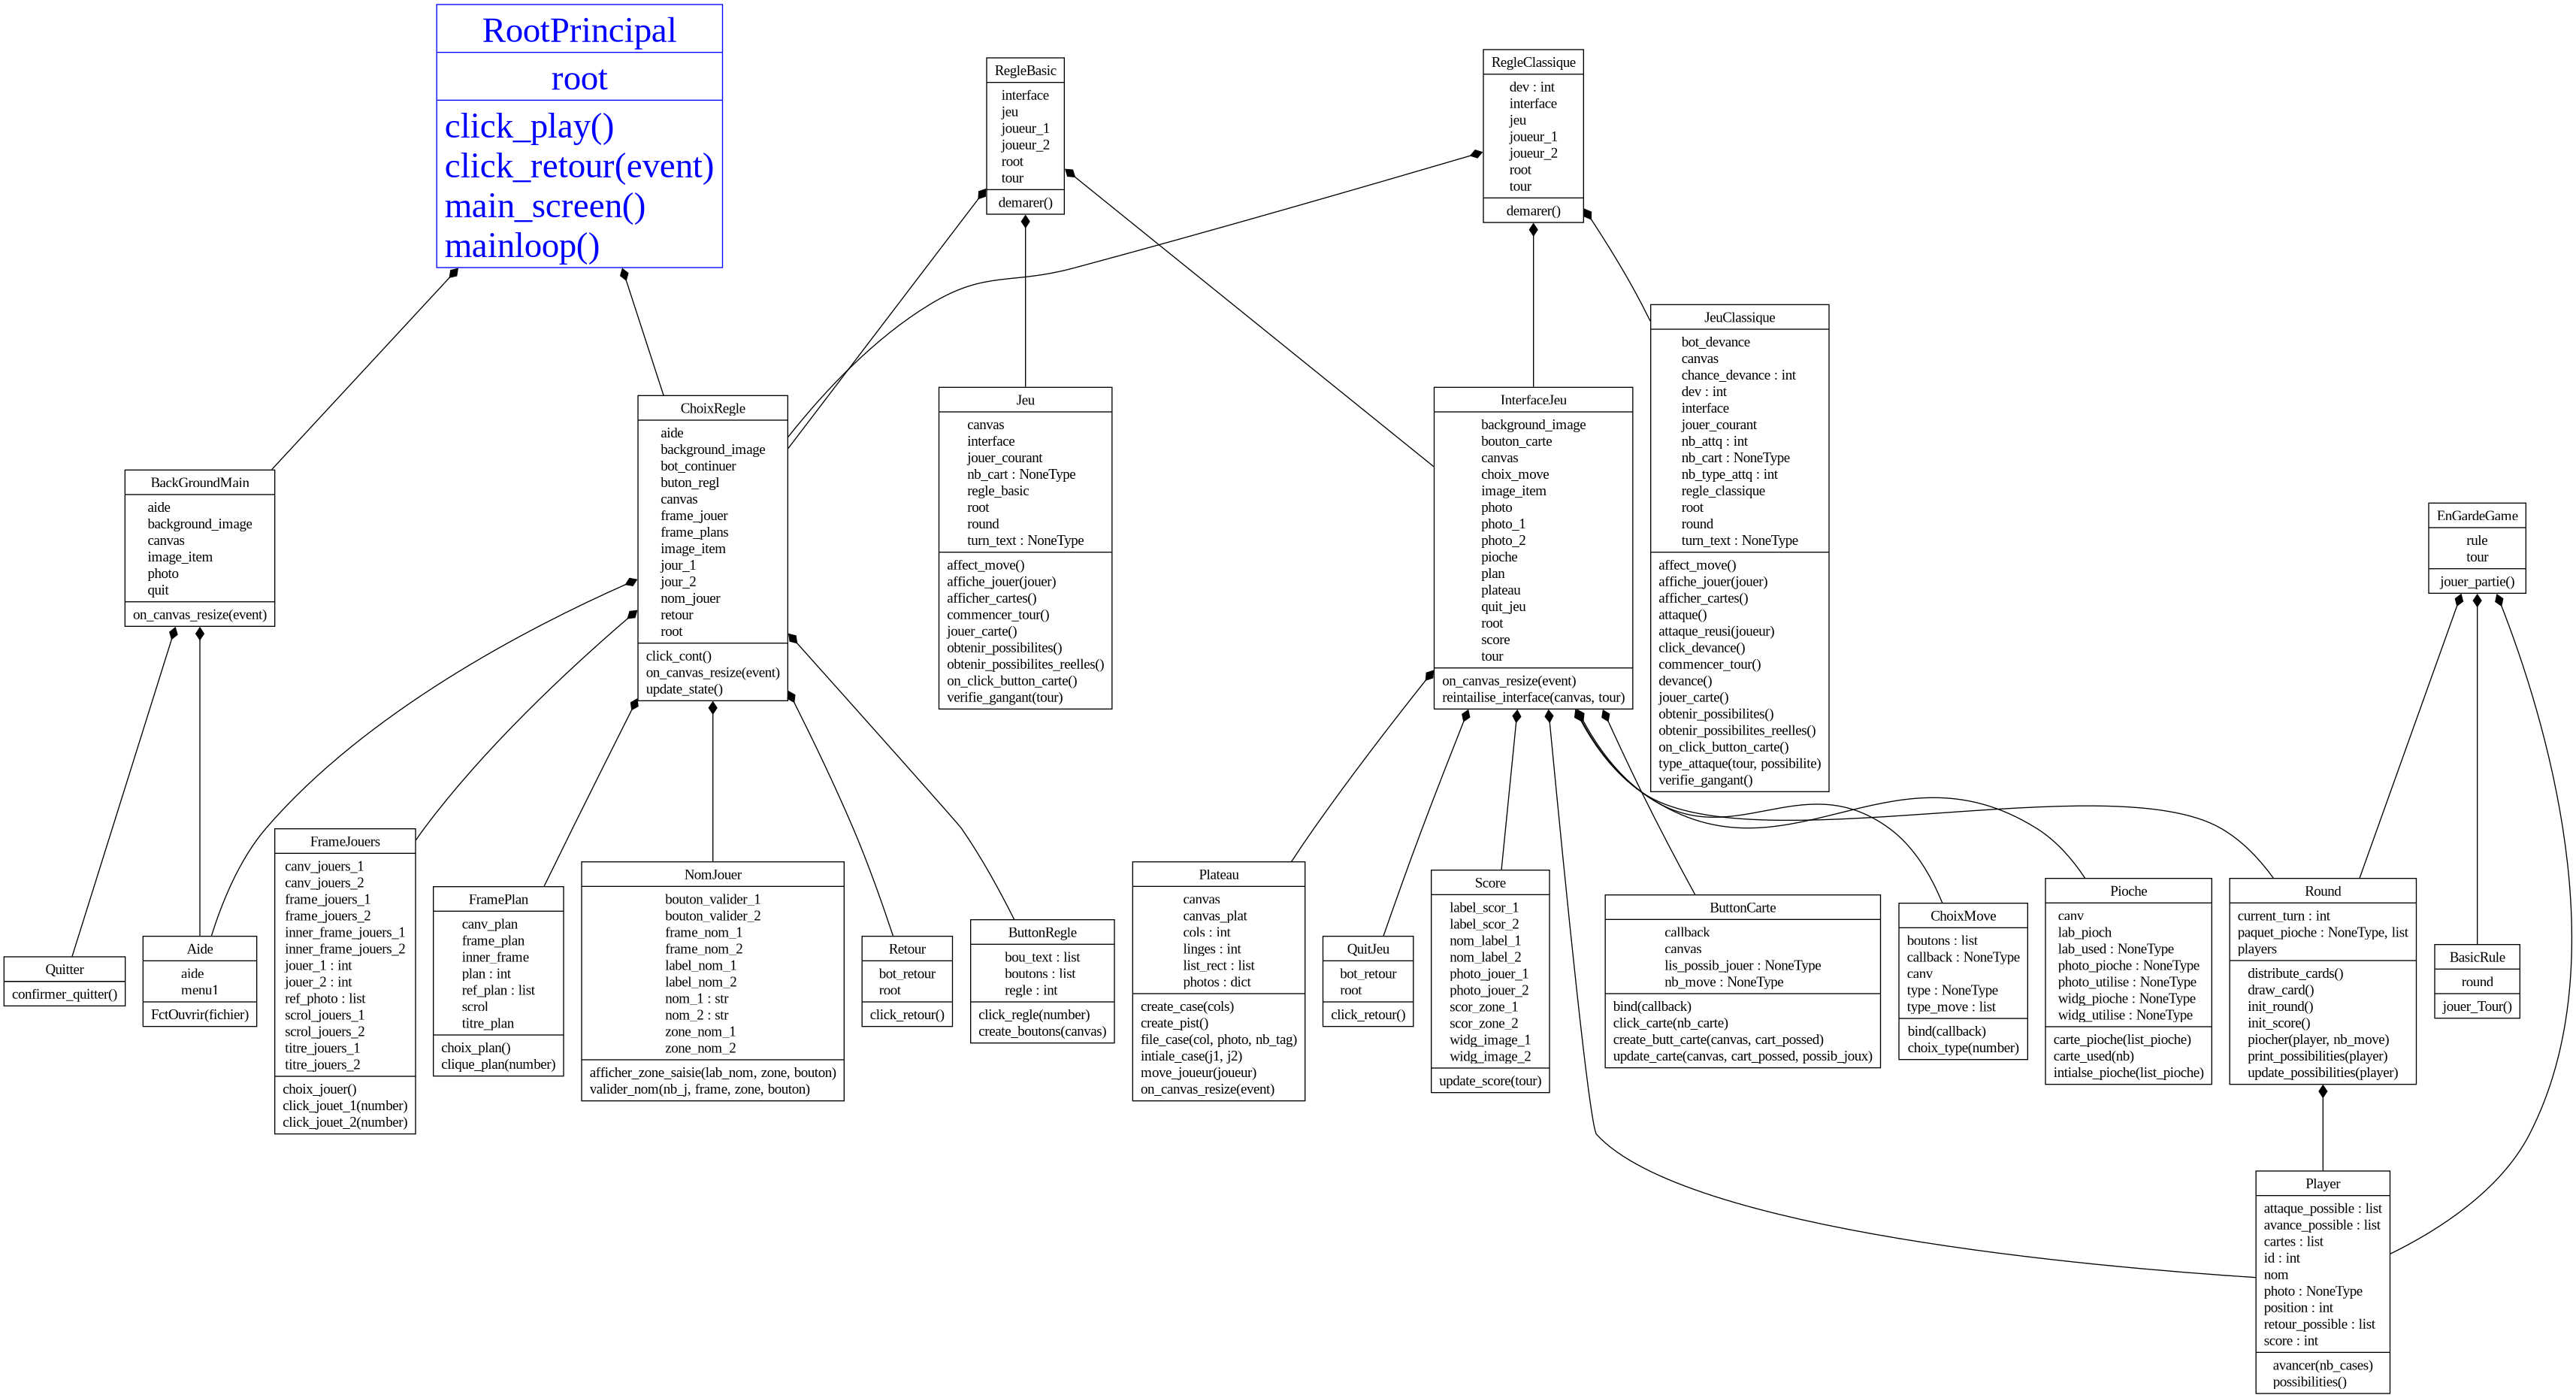 RootPrincipal
root
click_play()
click_retour(event)
main_screen()
mainloop()
RegleBasic
interface
jeu
joueur_1
joueur_2
root
tour
demarer()
RegleClassique
dev : int
interface
jeu
joueur_1
joueur_2
root
tour
demarer()
JeuClassique
bot_devance
canvas
chance_devance : int
dev : int
interface
jouer_courant
nb_attq : int
nb_cart : NoneType
nb_type_attq : int
regle_classique
root
round
turn_text : NoneType
affect_move()
affiche_jouer(jouer)
afficher_cartes()
attaque()
attaque_reusi(joueur)
click_devance()
commencer_tour()
devance()
jouer_carte()
obtenir_possibilites()
obtenir_possibilites_reelles()
on_click_button_carte()
type_attaque(tour, possibilite)
verifie_gangant()
ChoixRegle
aide
background_image
bot_continuer
buton_regl
canvas
frame_jouer
frame_plans
image_item
jour_1
jour_2
nom_jouer
retour
root
click_cont()
on_canvas_resize(event)
update_state()
Jeu
canvas
interface
jouer_courant
nb_cart : NoneType
regle_basic
root
round
turn_text : NoneType
affect_move()
affiche_jouer(jouer)
afficher_cartes()
commencer_tour()
jouer_carte()
obtenir_possibilites()
obtenir_possibilites_reelles()
on_click_button_carte()
verifie_gangant(tour)
InterfaceJeu
background_image
bouton_carte
canvas
choix_move
image_item
photo
photo_1
photo_2
pioche
plan
plateau
quit_jeu
root
score
tour
on_canvas_resize(event)
reintailise_interface(canvas, tour)
BackGroundMain
aide
background_image
canvas
image_item
photo
quit
on_canvas_resize(event)
EnGardeGame
rule
tour
jouer_partie()
Quitter
confirmer_quitter()
Aide
aide
menu1
FctOuvrir(fichier)
FrameJouers
canv_jouers_1
canv_jouers_2
frame_jouers_1
frame_jouers_2
inner_frame_jouers_1
inner_frame_jouers_2
jouer_1 : int
jouer_2 : int
ref_photo : list
scrol_jouers_1
scrol_jouers_2
titre_jouers_1
titre_jouers_2
choix_jouer()
click_jouet_1(number)
click_jouet_2(number)
FramePlan
canv_plan
frame_plan
inner_frame
plan : int
ref_plan : list
scrol
titre_plan
choix_plan()
clique_plan(number)
NomJouer
bouton_valider_1
bouton_valider_2
frame_nom_1
frame_nom_2
label_nom_1
label_nom_2
nom_1 : str
nom_2 : str
zone_nom_1
zone_nom_2
afficher_zone_saisie(lab_nom, zone, bouton)
valider_nom(nb_j, frame, zone, bouton)
Retour
bot_retour
root
click_retour()
ButtonRegle
bou_text : list
boutons : list
regle : int
click_regle(number)
create_boutons(canvas)
Plateau
canvas
canvas_plat
cols : int
linges : int
list_rect : list
photos : dict
create_case(cols)
create_pist()
file_case(col, photo, nb_tag)
intiale_case(j1, j2)
move_joueur(joueur)
on_canvas_resize(event)
QuitJeu
bot_retour
root
click_retour()
Score
label_scor_1
label_scor_2
nom_label_1
nom_label_2
photo_jouer_1
photo_jouer_2
scor_zone_1
scor_zone_2
widg_image_1
widg_image_2
update_score(tour)
ButtonCarte
callback
canvas
lis_possib_jouer : NoneType
nb_move : NoneType
bind(callback)
click_carte(nb_carte)
create_butt_carte(canvas, cart_possed)
update_carte(canvas, cart_possed, possib_joux)
ChoixMove
boutons : list
callback : NoneType
canv
type : NoneType
type_move : list
bind(callback)
choix_type(number)
Pioche
canv
lab_pioch
lab_used : NoneType
photo_pioche : NoneType
photo_utilise : NoneType
widg_pioche : NoneType
widg_utilise : NoneType
carte_pioche(list_pioche)
carte_used(nb)
intialse_pioche(list_pioche)
Round
current_turn : int
paquet_pioche : NoneType, list
players
distribute_cards()
draw_card()
init_round()
init_score()
piocher(player, nb_move)
print_possibilities(player)
update_possibilities(player)
BasicRule
round
jouer_Tour()
Player
attaque_possible : list
avance_possible : list
cartes : list
id : int
nom
photo : NoneType
position : int
retour_possible : list
score : int
avancer(nb_cases)
possibilities()